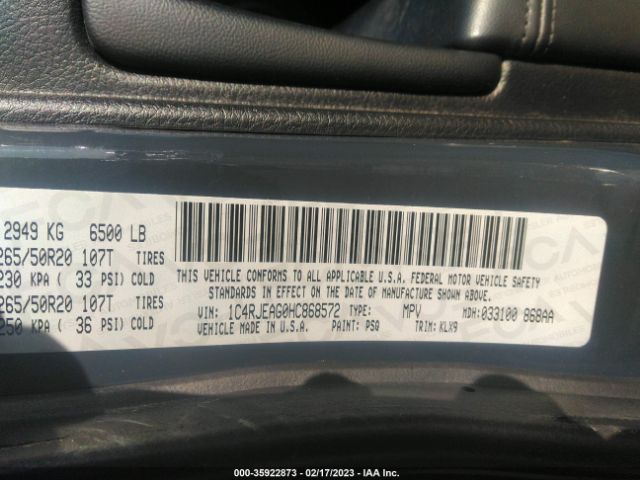 2949 KG 6500 LB
265/50R20 107T TIRES
230 KPA ( 33 PSI) COLD
265/50R20 107T TIRES
250 KPA ( 36 PSI) COLD
THIS VEHICLE CONFORMS TO ALL APPLICABLE U.S.A. FEDERAL MOTOR VEHICLE SAFETY
STANDARDS IN EFFECT ON THE DATE OF MANUFACTURE SHOWN ABOVE.
VIN: 1C4RJEAG0HC868572 TYPE: MPV MDH: 033100 868AA
VEHICLE MADE IN U.S.A. PAINT: PSQ TRIM: KLX9
000-35922873 - 02/17/2023 - IAA Inc.